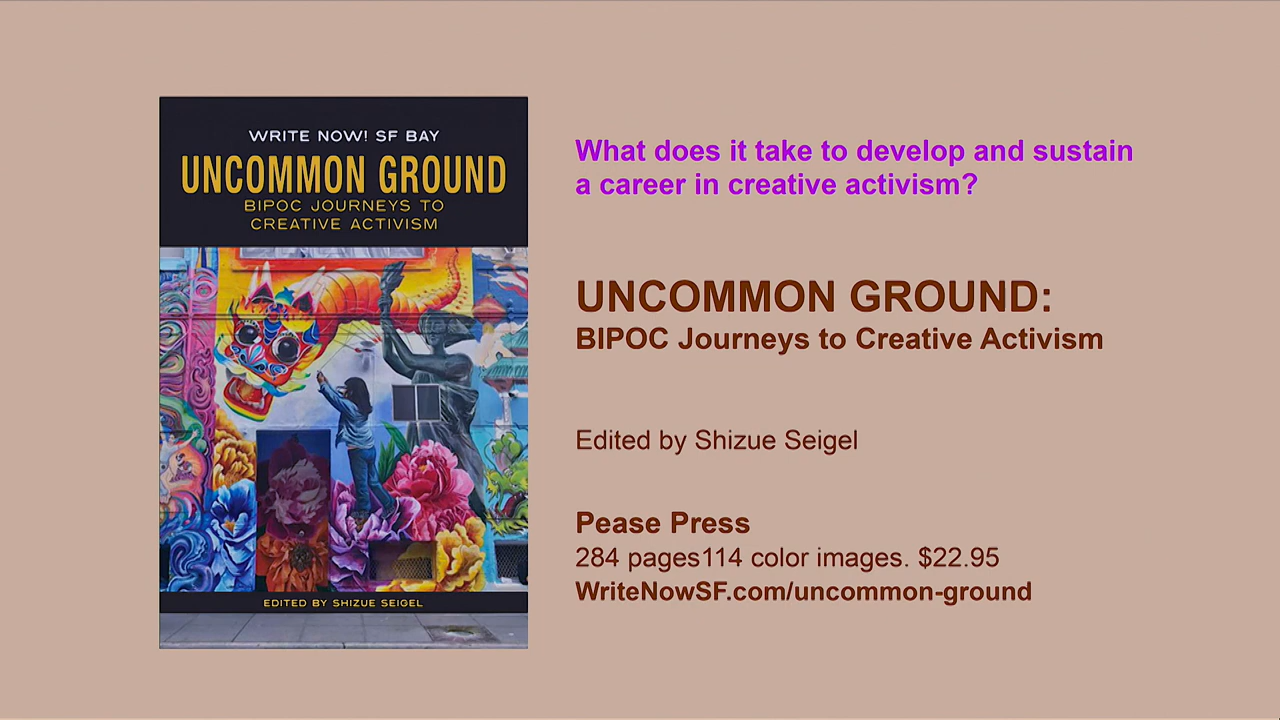 WRITE NOW! SF BAY
UNCOMMON GROUND
BIPOC JOURNEYS TO
CREATIVE ACTIVISM
EDITED BY SHIZUE SEIGEL
What does it take to develop and sustain
a career in creative activism?
UNCOMMON GROUND:
BIPOC Journeys to Creative Activism
Edited by Shizue Seigel
Pease Press
284 pages114 color images. $22.95
WriteNowSF.com/uncommon-ground